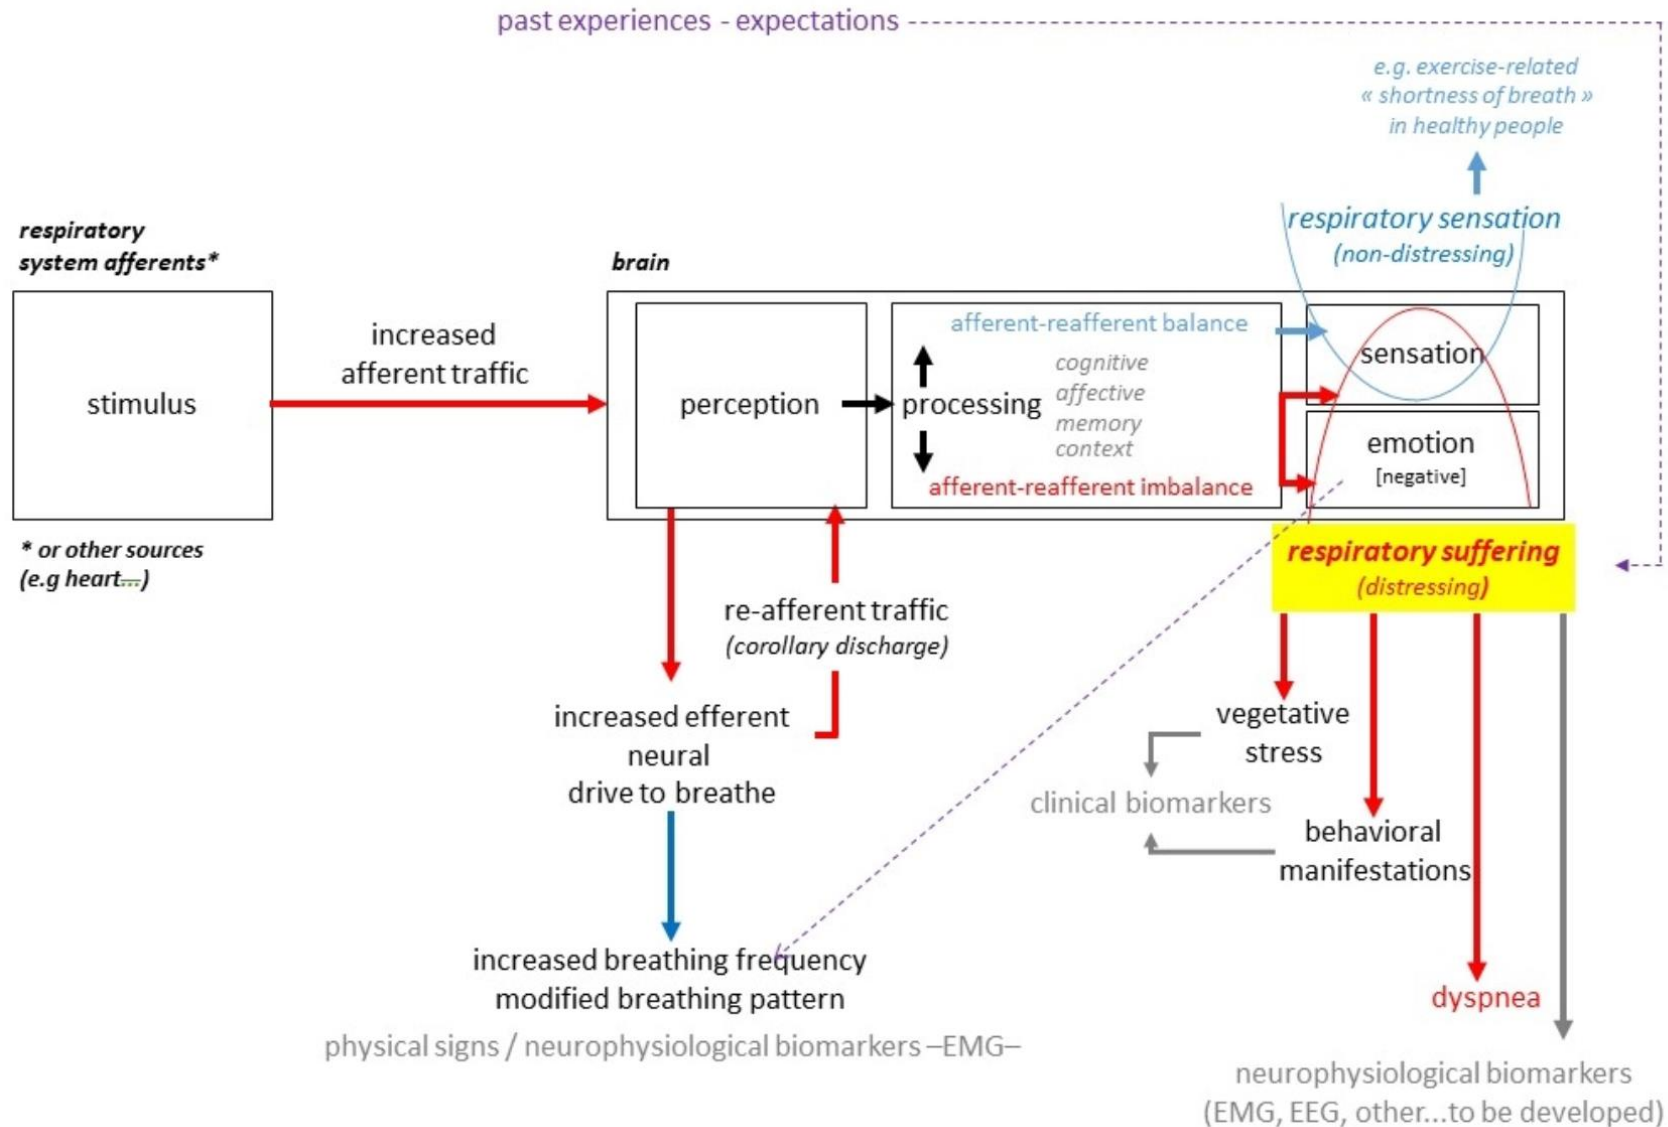 past experiences - expectations
e.g. exercise-related
« shortness of breath »
in healthy people
respiratory sensation
(non-distressing)
respiratory
system afferents*
brain
stimulus
increased
afferent traffic
perception
processing
afferent-reafferent balance
cognitive
affective
memory
context
afferent-reafferent imbalance
sensation
emotion
[negative]
* or other sources
(e.g heart...)
respiratory suffering
(distressing)
re-afferent traffic
(corollary discharge)
increased efferent
neural
drive to breathe
vegetative
stress
clinical biomarkers
behavioral
manifestations
increased breathing frequency
modified breathing pattern
physical signs / neurophysiological biomarkers –EMG–
dyspnea
neurophysiological biomarkers
(EMG, EEG, other...to be developed)